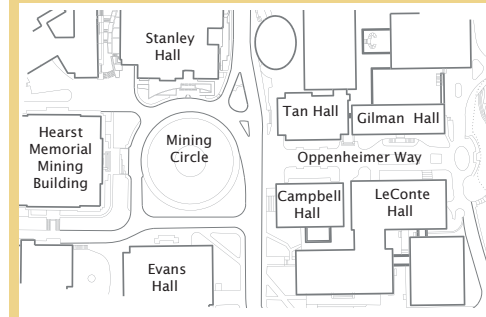 Stanley
Hall
Tan Hall
Gilman Hall
Hearst
Memorial
Mining
Building
Mining
Circle
Oppenheimer Way
Campbell
Hall
LeConte
Hall
Evans
Hall